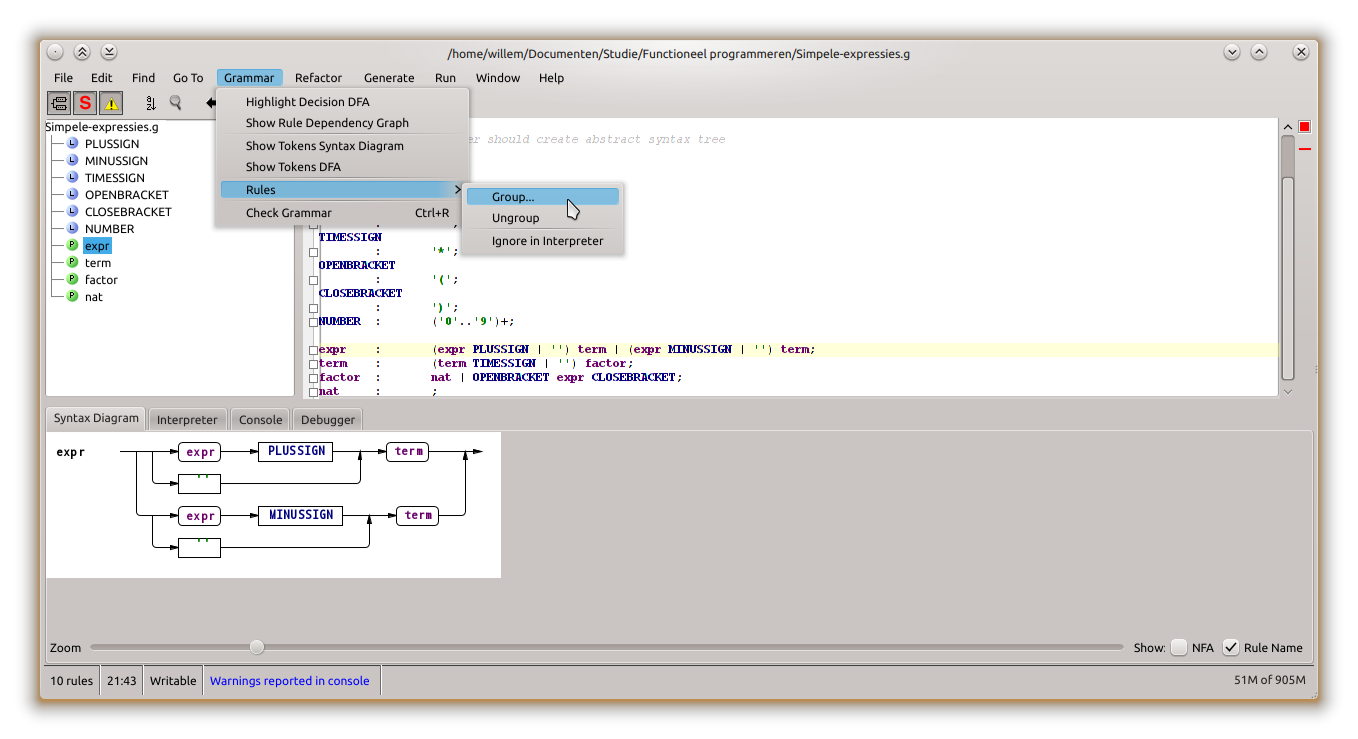 /home/willem/Documenten/Studie/Functioneel programmeren/Simpele-expressies.g
File Edit Find Go To Grammar Refactor Generate Run Window Help
S
Highlight Decision DFA
Show Rule Dependency Graph
Show Tokens Syntax Diagram
Show Tokens DFA
Rules
Check Grammar Ctrl+R
Group...
Ungroup
Ignore in Interpreter
Simpele-expressies.g
L PLUSSIGN
L MINUSSIGN
L TIMESSIGN
L OPENBRACKET
L CLOSEBRACKET
L NUMBER
P expr
P term
P factor
P nat
er should create abstract syntax tree
: ;
TIMESSIGN
: '*';
OPENBRACKET
: '(';
CLOSEBRACKET
: ')';
NUMBER : ('0'..'9')+;
expr : (expr PLUSSIGN | '') term | (expr MINUSSIGN | '') term;
term : (term TIMESSIGN | '') factor;
factor : nat | OPENBRACKET expr CLOSEBRACKET;
nat : ;
Syntax Diagram Interpreter Console Debugger
expr expr PLUSSIGN term
''
expr MINUSSIGN term
''
Zoom Show: NFA Rule Name
10 rules 21:43 Writable Warnings reported in console 51M of 905M